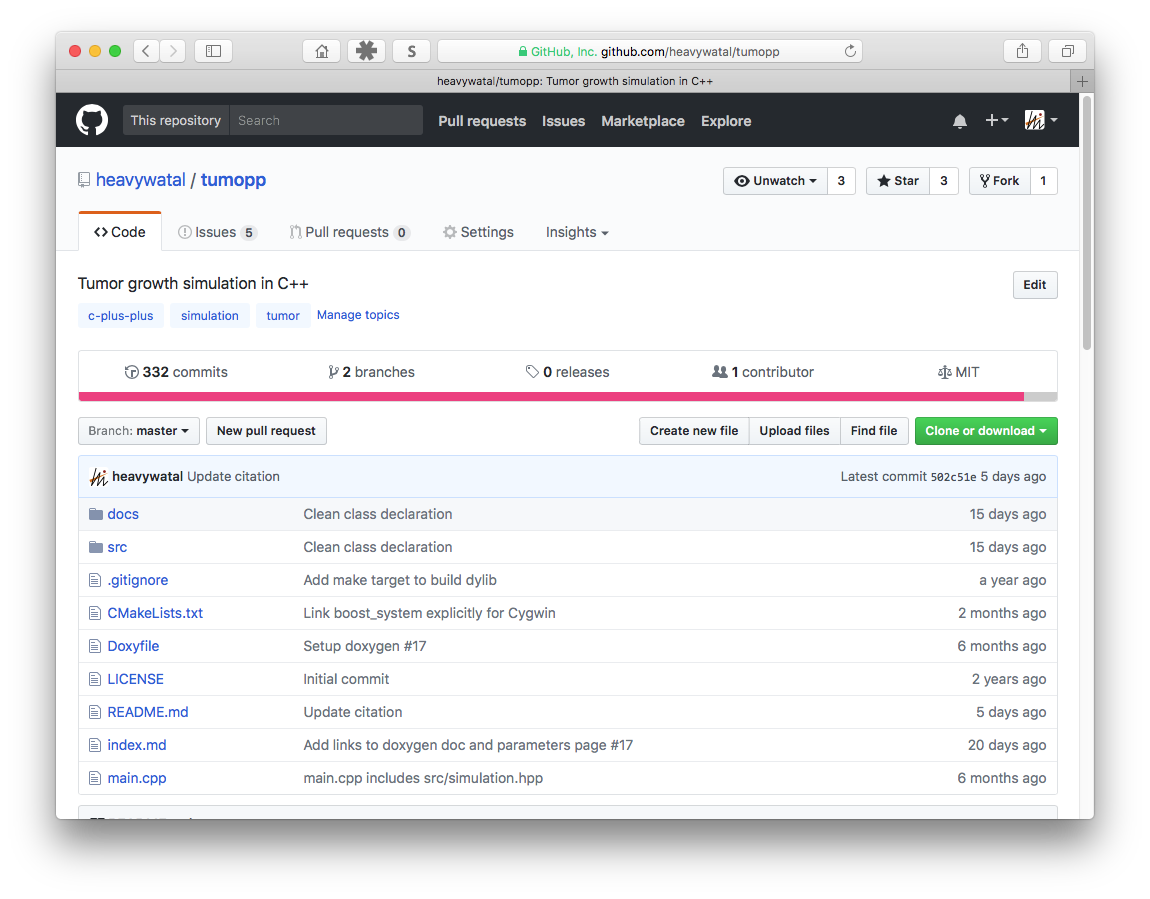 S
GitHub, Inc. github.com/heavywatal/tumopp
heavywatal/tumopp: Tumor growth simulation in C++
This repository Search Pull requests Issues Marketplace Explore
heavywatal / tumopp Unwatch 3 Star 3 Fork 1
Code Issues 5 Pull requests 0 Settings Insights
Tumor growth simulation in C++ Edit
c-plus-plus simulation tumor Manage topics
332 commits 2 branches 0 releases 1 contributor MIT
Branch: master New pull request Create new file Upload files Find file Clone or download
heavywatal Update citation Latest commit 502c51e 5 days ago
docs Clean class declaration 15 days ago
src Clean class declaration 15 days ago
.gitignore Add make target to build dylib a year ago
CMakeLists.txt Link boost_system explicitly for Cygwin 2 months ago
Doxyfile Setup doxygen #17 6 months ago
LICENSE Initial commit 2 years ago
README.md Update citation 5 days ago
index.md Add links to doxygen doc and parameters page #17 20 days ago
main.cpp main.cpp includes src/simulation.hpp 6 months ago